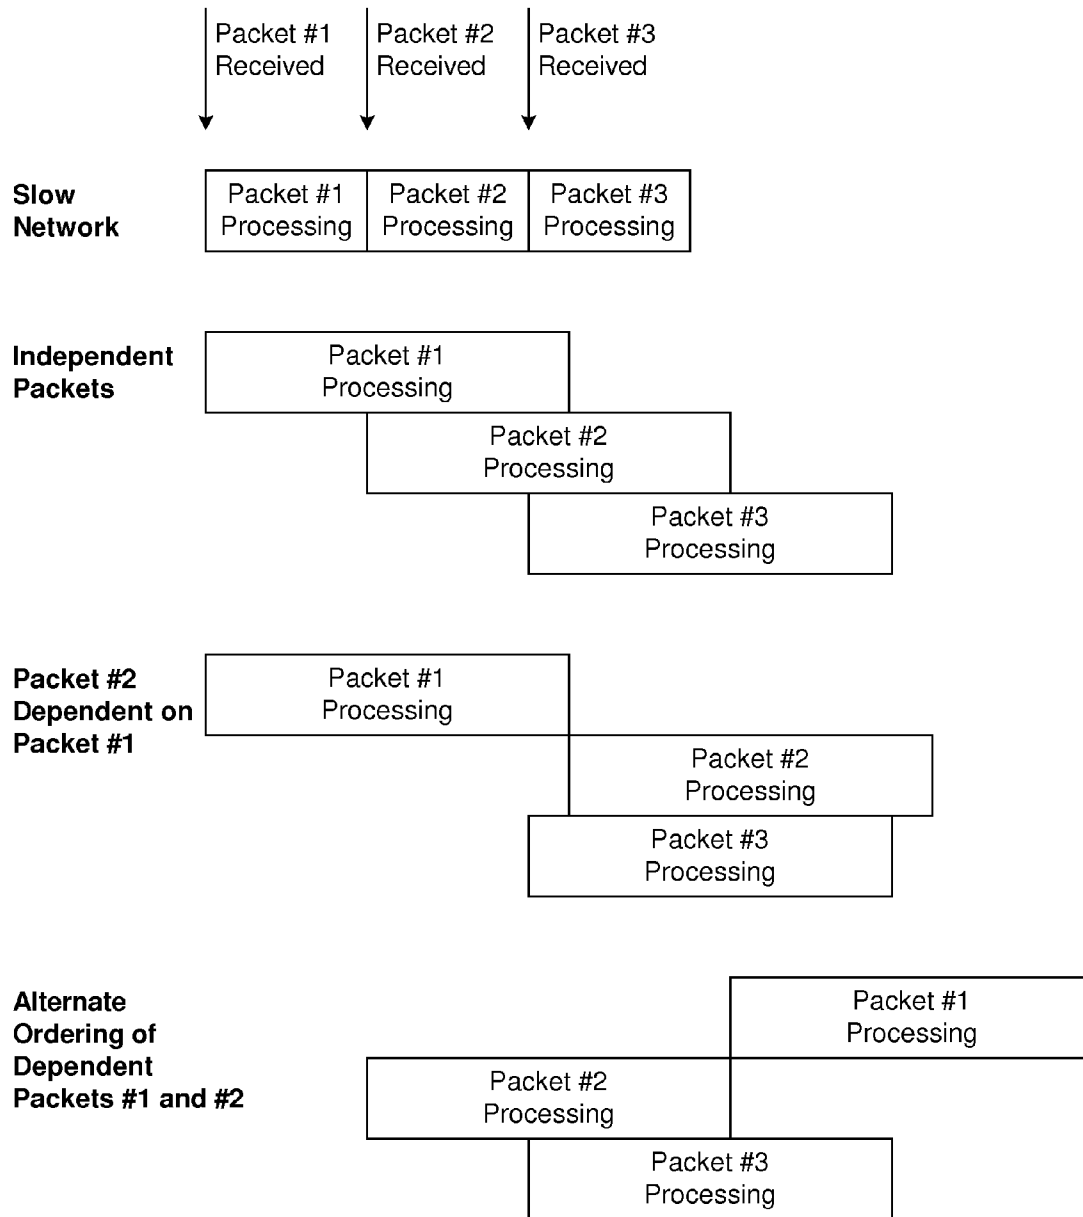 Packet #1
Received
Packet #2
Received
Packet #3
Received
Slow
Network
Packet #1
Processing
Packet #2
Processing
Packet #3
Processing
Independent
Packets
Packet #1
Processing
Packet #2
Processing
Packet #3
Processing
Packet #2
Dependent on
Packet #1
Packet #1
Processing
Packet #2
Processing
Packet #3
Processing
Alternate
Ordering of
Dependent
Packets #1 and #2
Packet #1
Processing
Packet #2
Processing
Packet #3
Processing